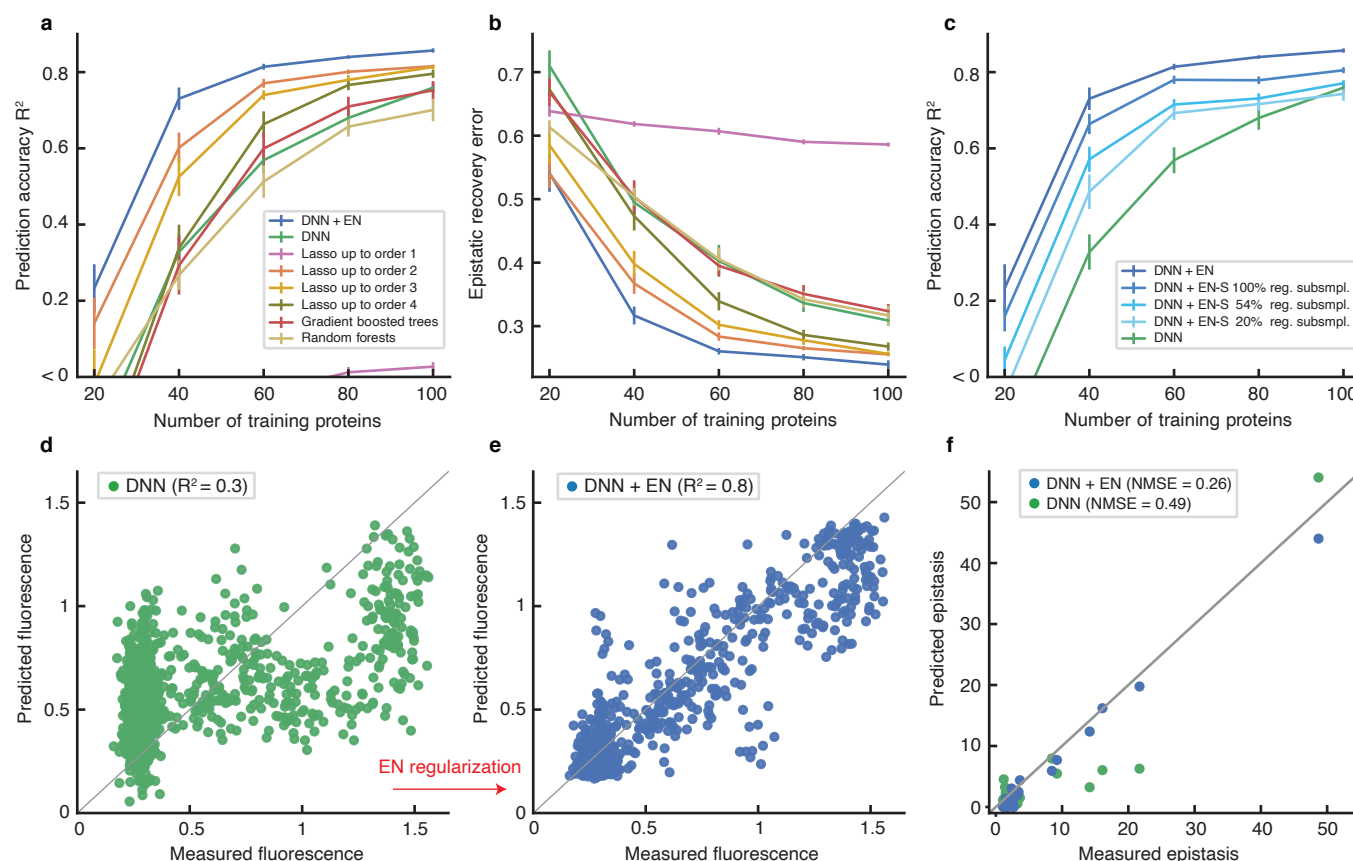 a
Prediction accuracy R²
0.8
0.6
0.4
0.2
< 0
DNN + EN
DNN
Lasso up to order 1
Lasso up to order 2
Lasso up to order 3
Lasso up to order 4
Gradient boosted trees
Random forests
20 40 60 80 100
Number of training proteins
b
Epistatic recovery error
0.7
0.6
0.5
0.4
0.3
20 40 60 80 100
Number of training proteins
c
Prediction accuracy R²
0.8
0.6
0.4
0.2
< 0
DNN + EN
DNN + EN-S 100% reg. subsmpl.
DNN + EN-S 54% reg. subsmpl.
DNN + EN-S 20% reg. subsmpl.
DNN
20 40 60 80 100
Number of training proteins
d
DNN (R² = 0.3)
Predicted fluorescence
1.5
1
0.5
0
0 0.5 1 1.5
Measured fluorescence
EN regularization
e
DNN + EN (R² = 0.8)
Predicted fluorescence
1.5
1
0.5
0
0 0.5 1 1.5
Measured fluorescence
f
DNN + EN (NMSE = 0.26)
DNN (NMSE = 0.49)
Predicted epistasis
50
40
30
20
10
0
0 10 20 30 40 50
Measured epistasis